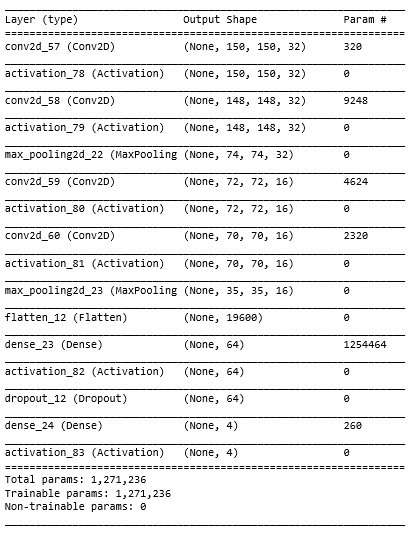 Layer (type) Output Shape Param #
conv2d_57 (Conv2D) (None, 150, 150, 32) 320
activation_78 (Activation) (None, 150, 150, 32) 0
conv2d_58 (Conv2D) (None, 148, 148, 32) 9248
activation_79 (Activation) (None, 148, 148, 32) 0
max_pooling2d_22 (MaxPooling (None, 74, 74, 32) 0
conv2d_59 (Conv2D) (None, 72, 72, 16) 4624
activation_80 (Activation) (None, 72, 72, 16) 0
conv2d_60 (Conv2D) (None, 70, 70, 16) 2320
activation_81 (Activation) (None, 70, 70, 16) 0
max_pooling2d_23 (MaxPooling (None, 35, 35, 16) 0
flatten_12 (Flatten) (None, 19600) 0
dense_23 (Dense) (None, 64) 1254464
activation_82 (Activation) (None, 64) 0
dropout_12 (Dropout) (None, 64) 0
dense_24 (Dense) (None, 4) 260
activation_83 (Activation) (None, 4) 0
Total params: 1,271,236
Trainable params: 1,271,236
Non-trainable params: 0